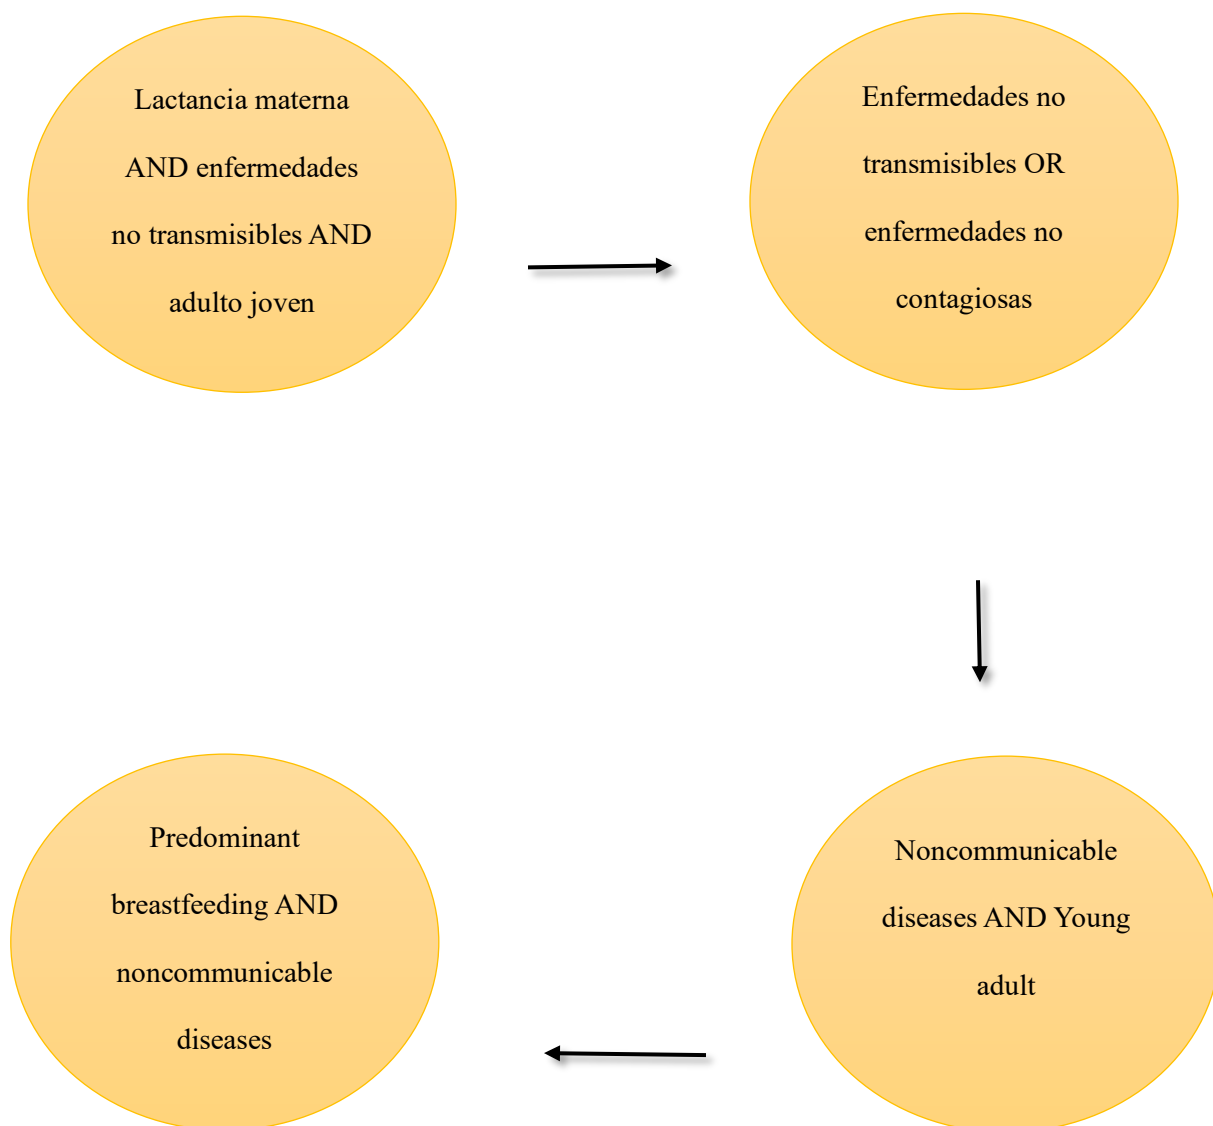 Lactancia materna
AND enfermedades
no transmisibles AND
adulto joven
Enfermedades no
transmisibles OR
enfermedades no
contagiosas
Noncommunicable
diseases AND Young
adult
Predominant
breastfeeding AND
noncommunicable
diseases